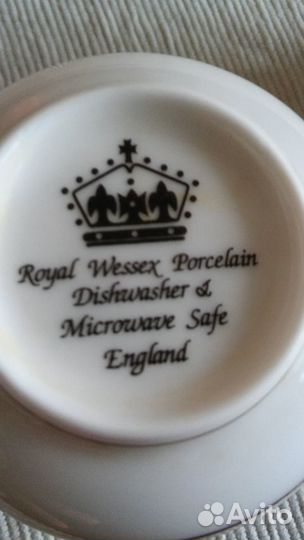 Royal Wessex Porcelain
Dishwasher &
Microwave Safe
England
Avito